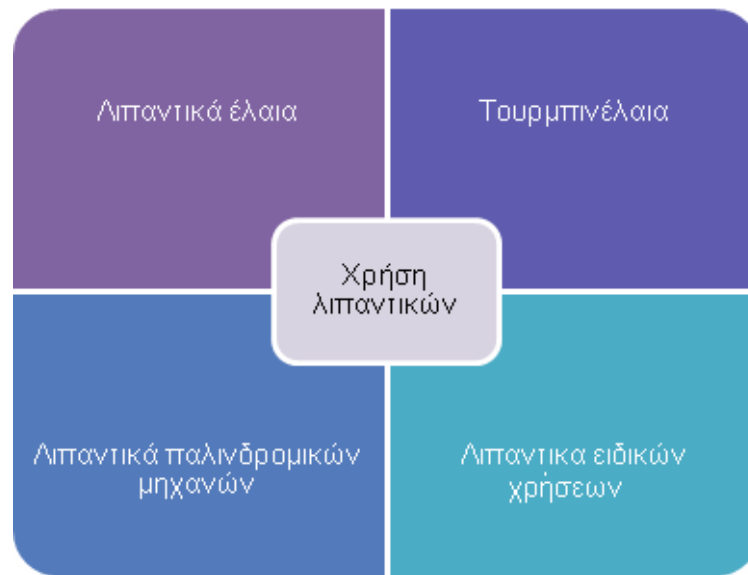 Λιπαντικά έλαια
Τουρμπινέλαια
Χρήση
λιπαντικών
Λιπαντικά παλινδρομικών
μηχανών
Λιπαντικα ειδικών
χρήσεων